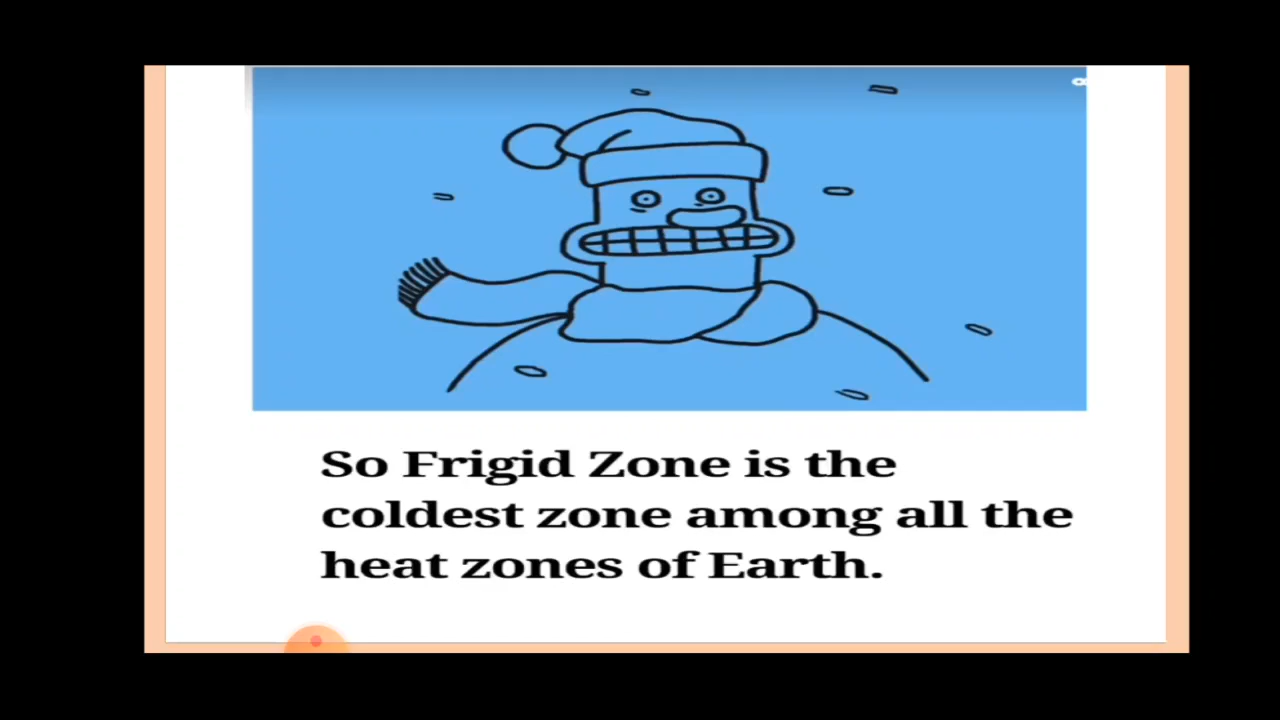 So Frigid Zone is the
coldest zone among all the
heat zones of Earth.